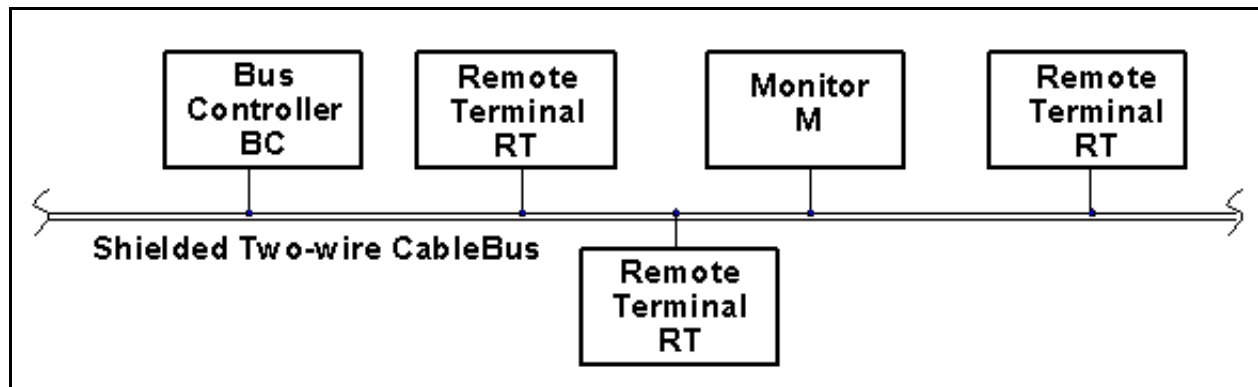 Bus
Controller
BC
Remote
Terminal
RT
Monitor
M
Remote
Terminal
RT
Shielded Two-wire CableBus
Remote
Terminal
RT